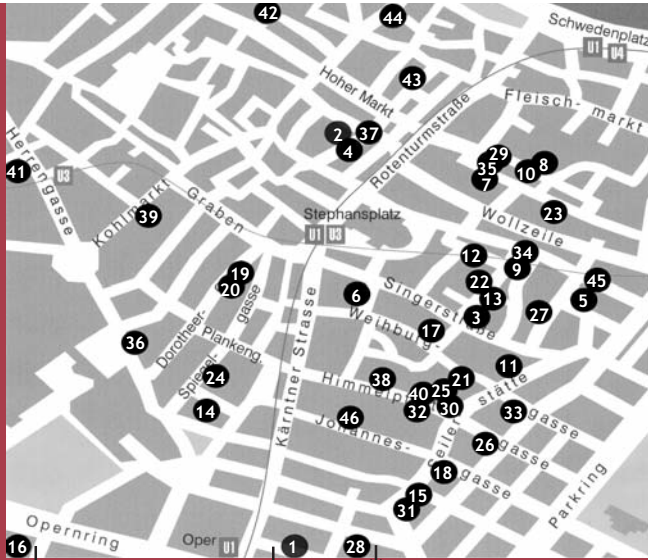 42
44
Schwedenplatz
U1 U4
43
Hoher Markt
Fleisch- markt
Rotenturmstraße
2
37
4
Herrengasse
41
U3
29
35
7
10
8
Kohlmarkt
39
Graben
Stephansplatz
U1 U3
Wollzeile
23
12
34
9
19
20
gasse
6
Singerstraße
22
13
3
45
5
27
Weihburg-
17
36
Dorotheer-
Plankeng.
Spiegel-
24
14
Kärntner Strasse
38
Himmelpf
40
25
21
32
30
11
stätte
33
gasse
46
Johannes-
eiler
26
gasse
18
gasse
15
31
Parkring
Opernring
16
Oper U1
1
28